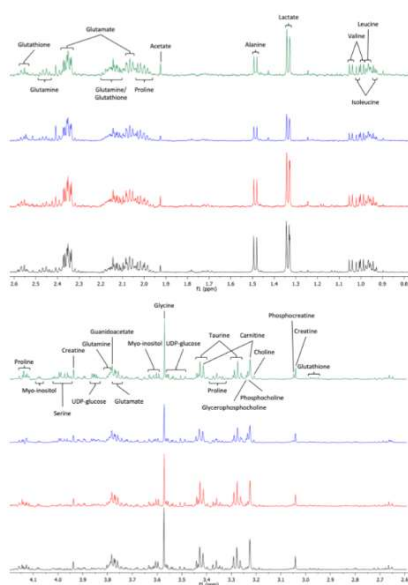 Glutamate
Lactate
Glutathione
Acetate
Alanine
Valine
Leucine
Glutamine
Glutamine/
Glutathione
Proline
Isoleucine
2.6 2.5 2.4 2.3 2.2 2.1 2.0 1.9 1.8 1.7 1.6 1.5 1.4 1.3 1.2 1.1 1.0 0.9 0.8
f1 (ppm)
Glycine
Guanidoacetate
Phosphocreatine
Glutamine
Taurine
Carnitine
Creatine
Proline
Creatine
Myo-inositol
UDP-glucose
Choline
Glutathione
Myo-inositol
UDP-glucose
Glutamate
Proline
Phosphocholine
Serine
Glycerophosphocholine
4.1 4.0 3.9 3.8 3.7 3.6 3.5 3.4 3.3 3.2 3.1 3.0 2.9 2.8 2.7
f1 (ppm)